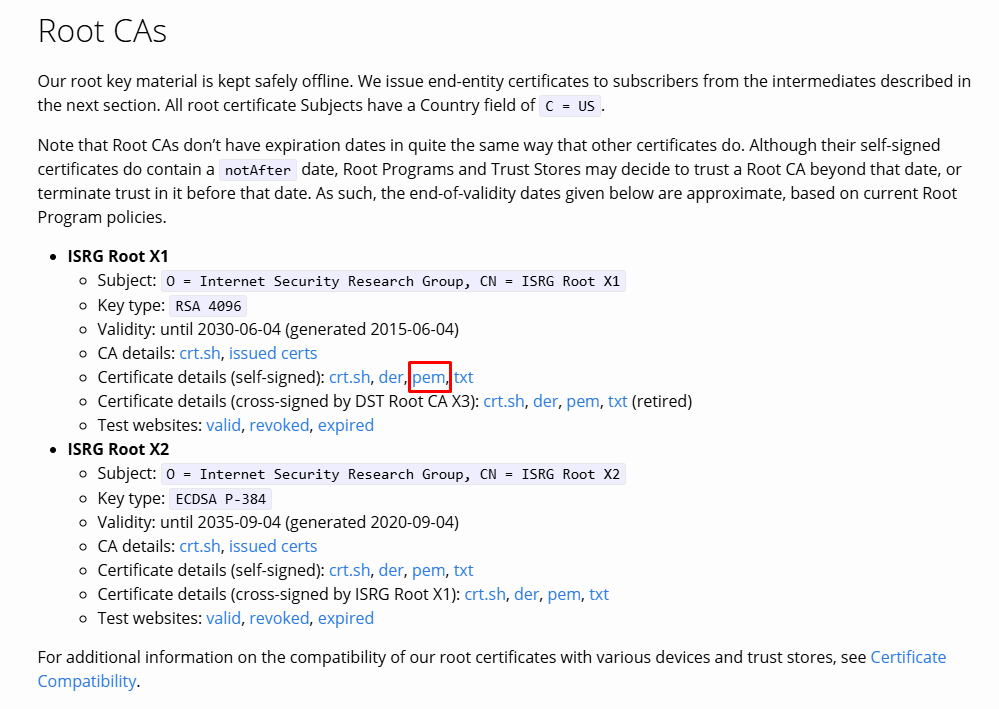 Root CAs
Our root key material is kept safely offline. We issue end-entity certificates to subscribers from the intermediates described in
the next section. All root certificate Subjects have a Country field of C = US.
Note that Root CAs don’t have expiration dates in quite the same way that other certificates do. Although their self-signed
certificates do contain a notAfter date, Root Programs and Trust Stores may decide to trust a Root CA beyond that date, or
terminate trust in it before that date. As such, the end-of-validity dates given below are approximate, based on current Root
Program policies.
ISRG Root X1
Subject: O = Internet Security Research Group, CN = ISRG Root X1
Key type: RSA 4096
Validity: until 2030-06-04 (generated 2015-06-04)
CA details: crt.sh, issued certs
Certificate details (self-signed): crt.sh, der, pem, txt
Certificate details (cross-signed by DST Root CA X3): crt.sh, der, pem, txt (retired)
Test websites: valid, revoked, expired
ISRG Root X2
Subject: O = Internet Security Research Group, CN = ISRG Root X2
Key type: ECDSA P-384
Validity: until 2035-09-04 (generated 2020-09-04)
CA details: crt.sh, issued certs
Certificate details (self-signed): crt.sh, der, pem, txt
Certificate details (cross-signed by ISRG Root X1): crt.sh, der, pem, txt
Test websites: valid, revoked, expired
For additional information on the compatibility of our root certificates with various devices and trust stores, see Certificate
Compatibility.